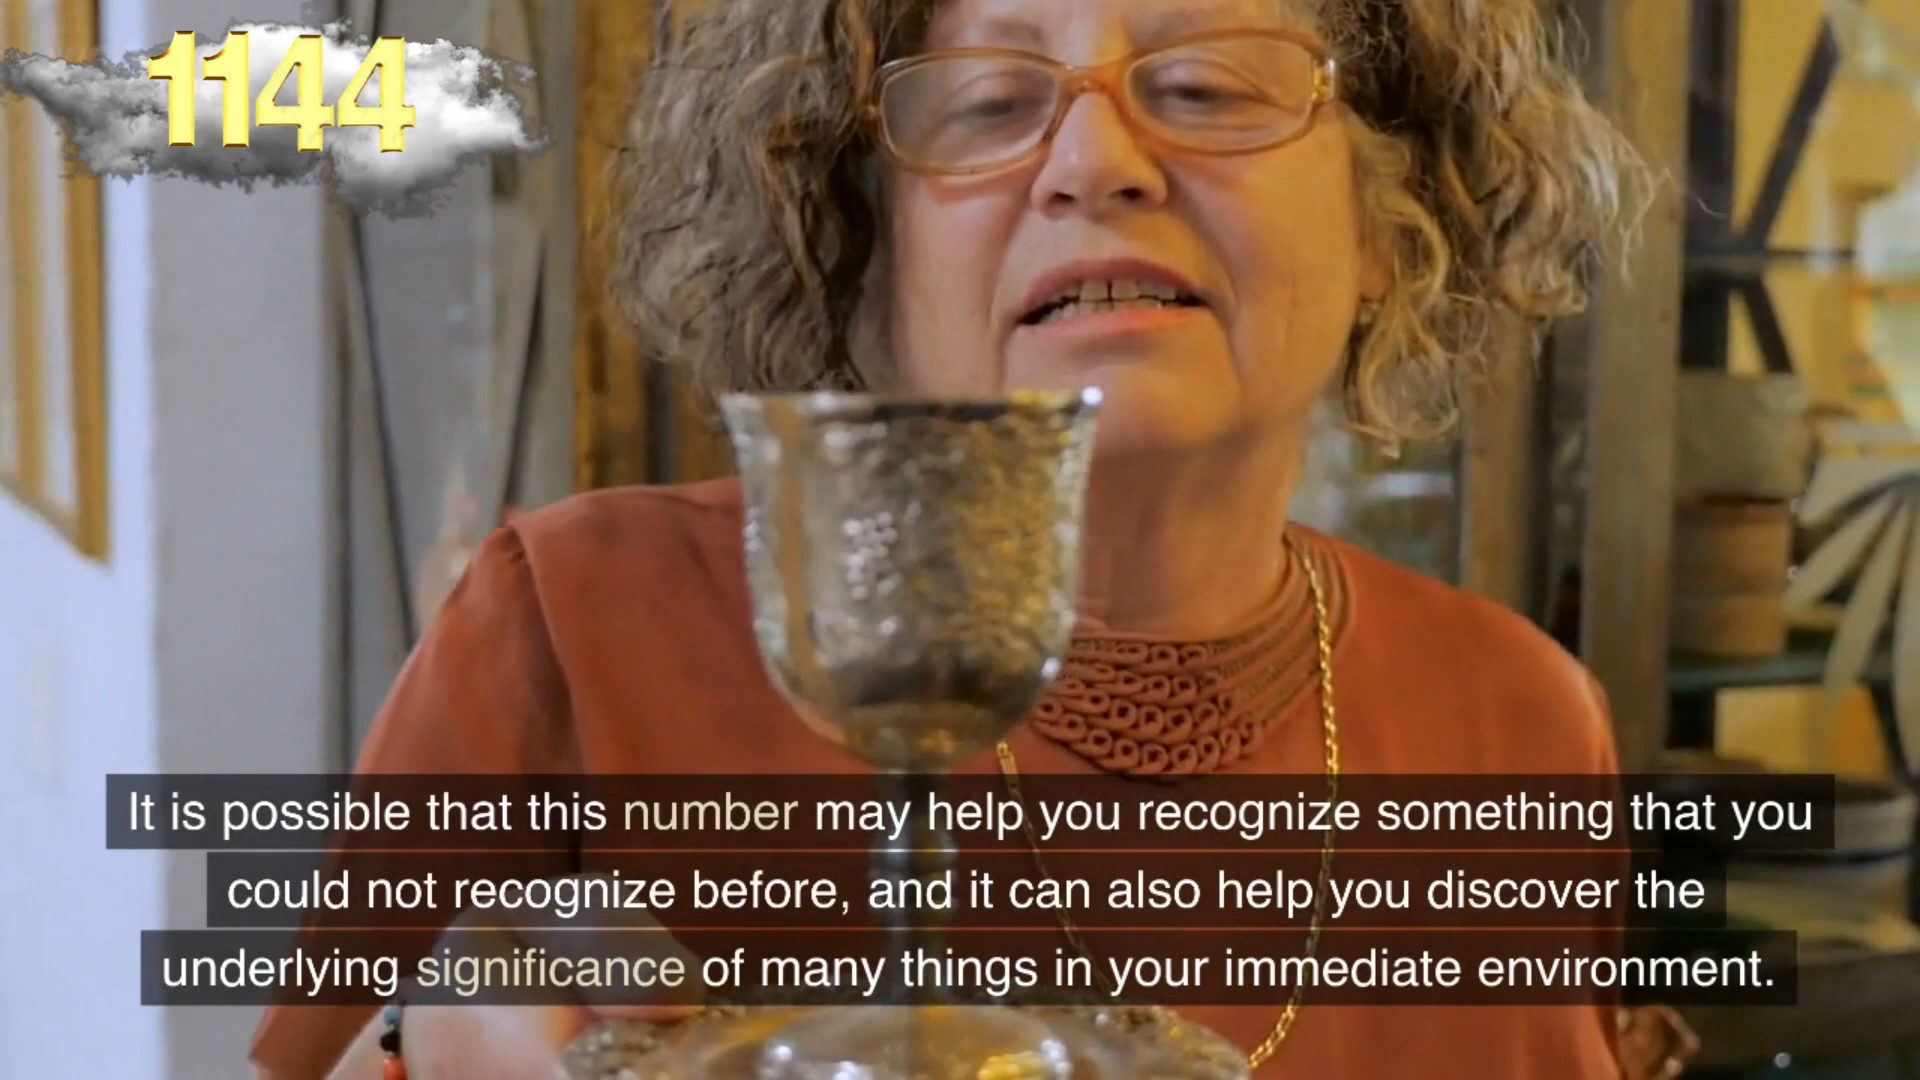 1144
It is possible that this number may help you recognize something that you
could not recognize before, and it can also help you discover the
underlying significance of many things in your immediate environment.